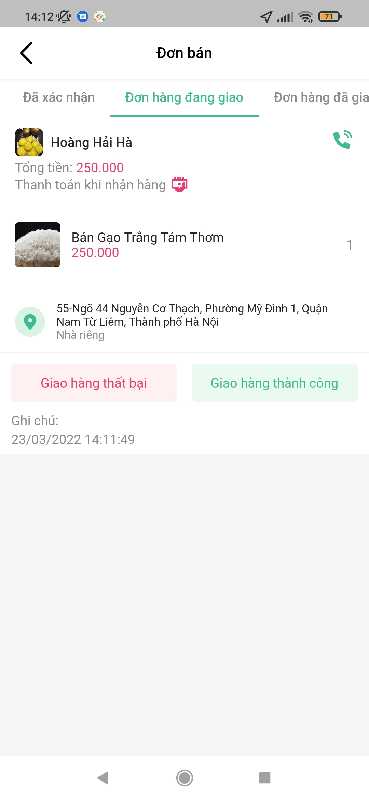 14:12
71
Đơn bán
Đã xác nhận
Đơn hàng đang giao
Đơn hàng đã gia
Hoàng Hải Hà
Tổng tiền: 250.000
Thanh toán khi nhận hàng
Bán Gạo Trắng Tám Thơm
250.000
1
55-Ngõ 44 Nguyễn Cơ Thạch, Phường Mỹ Đình 1, Quận
Nam Từ Liêm, Thành phố Hà Nội
Nhà riêng
Giao hàng thất bại
Giao hàng thành công
Ghi chú:
23/03/2022 14:11:49